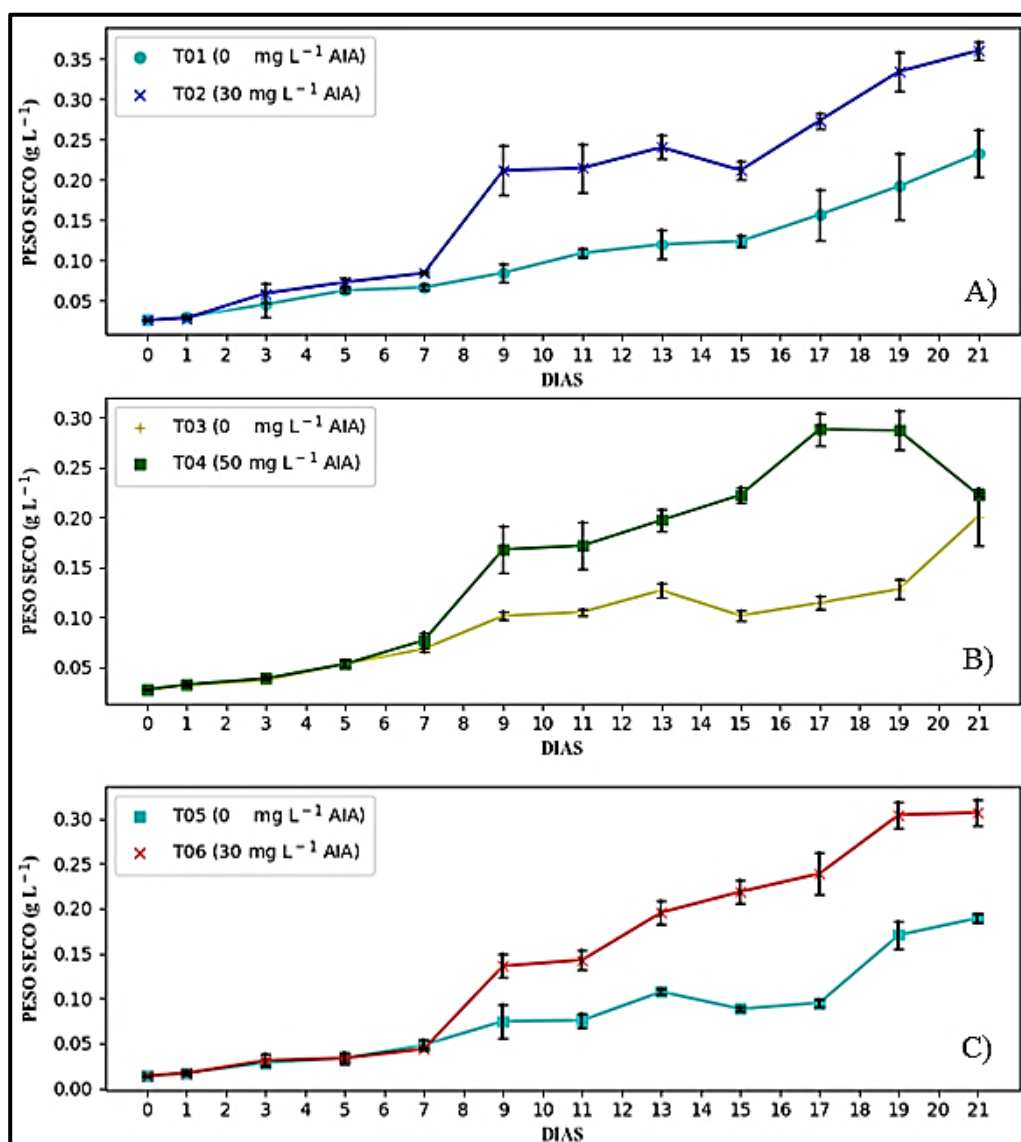 T01 (0 mg L⁻¹ AIA)
T02 (30 mg L⁻¹ AIA)
PESO SECO (g L⁻¹)
0.35
0.30
0.25
0.20
0.15
0.10
0.05
A)
0 1 2 3 4 5 6 7 8 9 10 11 12 13 14 15 16 17 18 19 20 21
DIAS
T03 (0 mg L⁻¹ AIA)
T04 (50 mg L⁻¹ AIA)
PESO SECO (g L⁻¹)
0.30
0.25
0.20
0.15
0.10
0.05
B)
0 1 2 3 4 5 6 7 8 9 10 11 12 13 14 15 16 17 18 19 20 21
DIAS
T05 (0 mg L⁻¹ AIA)
T06 (30 mg L⁻¹ AIA)
PESO SECO (g L⁻¹)
0.30
0.25
0.20
0.15
0.10
0.05
0.00
C)
0 1 2 3 4 5 6 7 8 9 10 11 12 13 14 15 16 17 18 19 20 21
DIAS